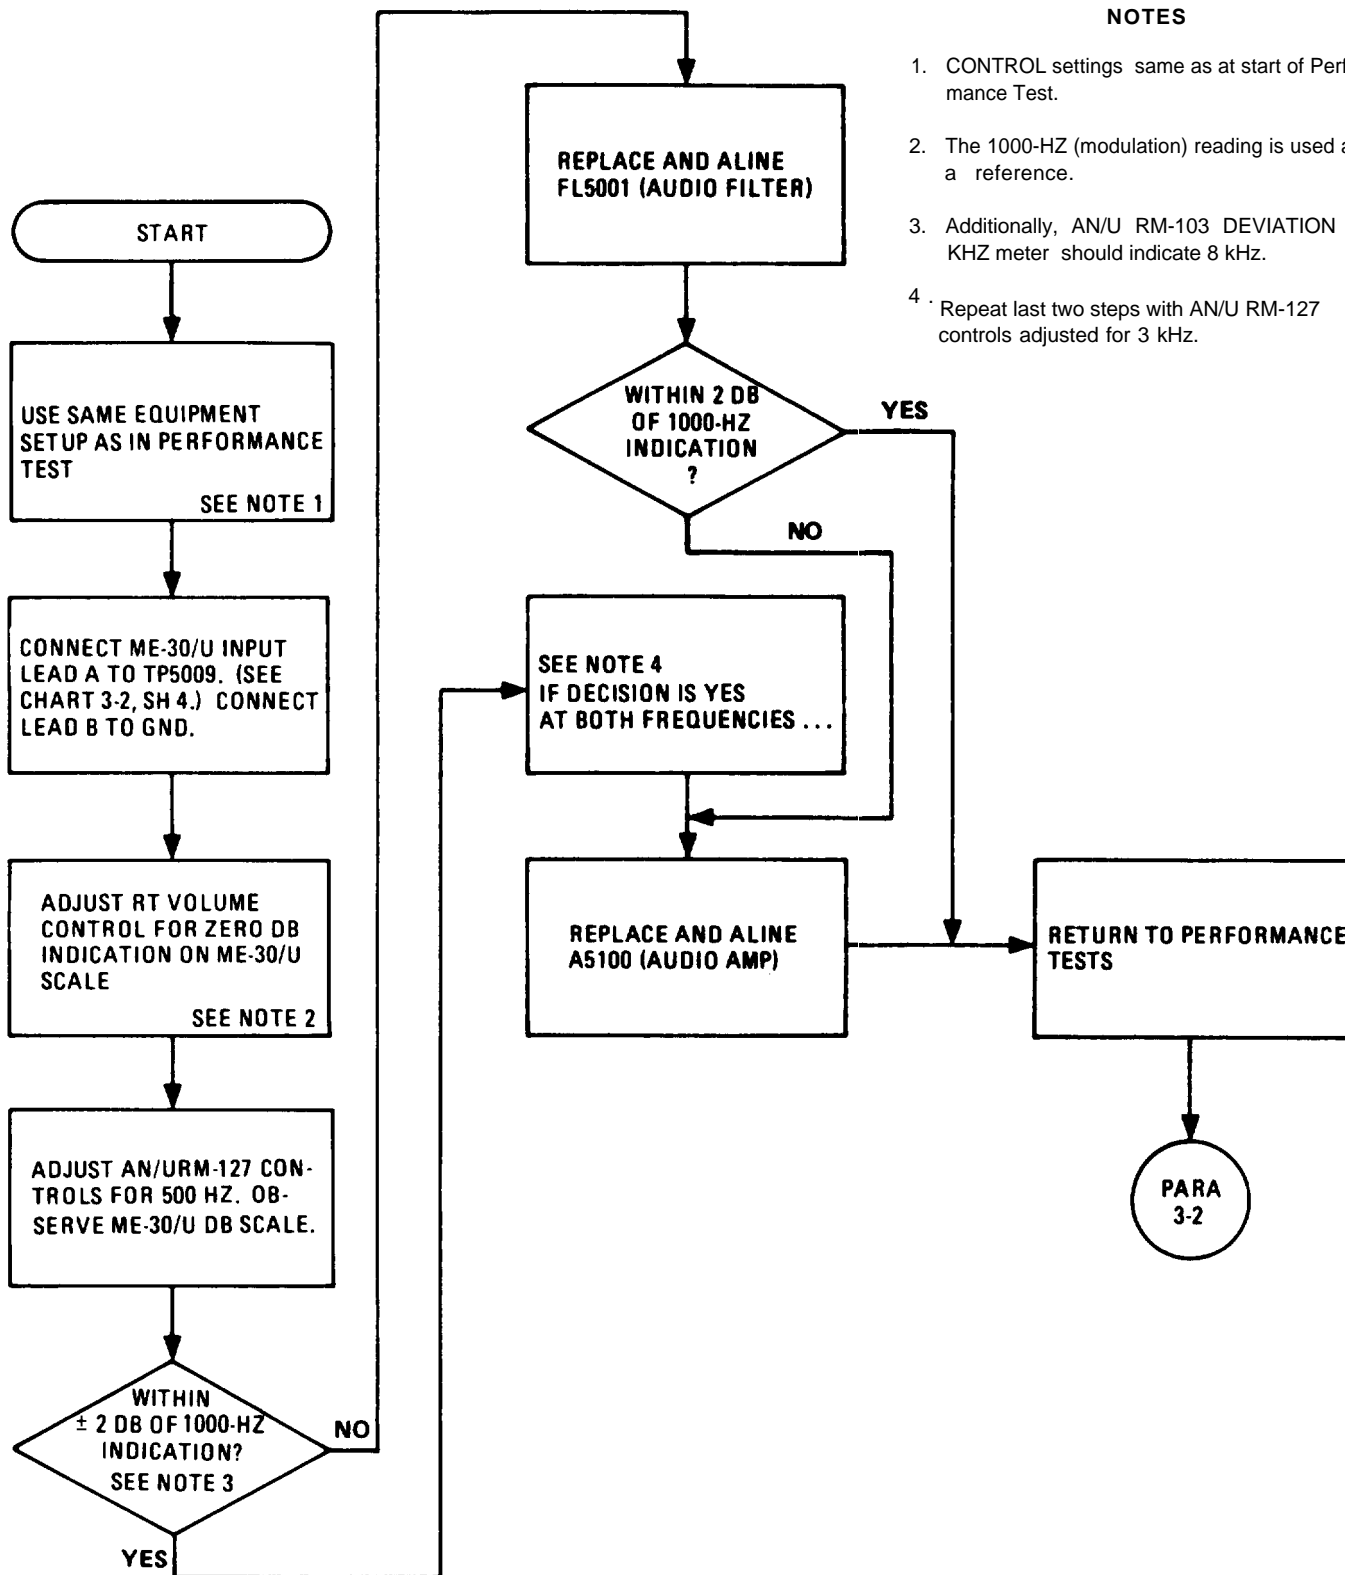 START
USE SAME EQUIPMENT
SETUP AS IN PERFORMANCE
TEST
SEE NOTE 1
CONNECT ME-30/U INPUT
LEAD A TO TP5009. (SEE
CHART 3-2, SH 4.) CONNECT
LEAD B TO GND.
ADJUST RT VOLUME
CONTROL FOR ZERO DB
INDICATION ON ME-30/U
SCALE
SEE NOTE 2
ADJUST AN/URM-127 CON-
TROLS FOR 500 HZ. OB-
SERVE ME-30/U DB SCALE.
WITHIN
± 2 DB OF 1000-HZ
INDICATION?
SEE NOTE 3
NO
YES
REPLACE AND ALINE
FL5001 (AUDIO FILTER)
WITHIN 2 DB
OF 1000-HZ
INDICATION
?
YES
NO
SEE NOTE 4
IF DECISION IS YES
AT BOTH FREQUENCIES ...
REPLACE AND ALINE
A5100 (AUDIO AMP)
RETURN TO PERFORMANCE
TESTS
PARA
3-2
NOTES
1. CONTROL settings same as at start of Perf
mance Test.
2. The 1000-HZ (modulation) reading is used a
a reference.
3. Additionally, AN/U RM-103 DEVIATION
KHZ meter should indicate 8 kHz.
4 . Repeat last two steps with AN/U RM-127
controls adjusted for 3 kHz.